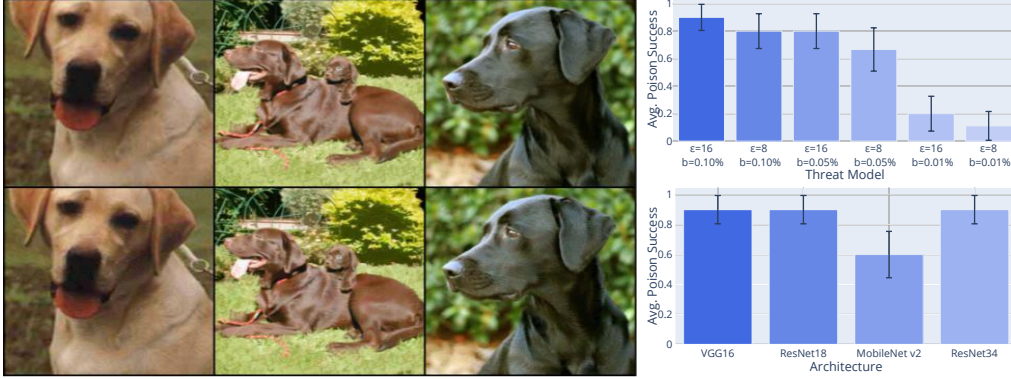 Avg. Poison Success
1
0.8
0.6
0.4
0.2
0
ε=16 ε=8 ε=16 ε=8 ε=16 ε=8
b=0.10% b=0.10% b=0.05% b=0.05% b=0.01% b=0.01%
Threat Model
Avg. Poison Success
1
0.8
0.6
0.4
0.2
0
VGG16 ResNet18 MobileNet v2 ResNet34
Architecture